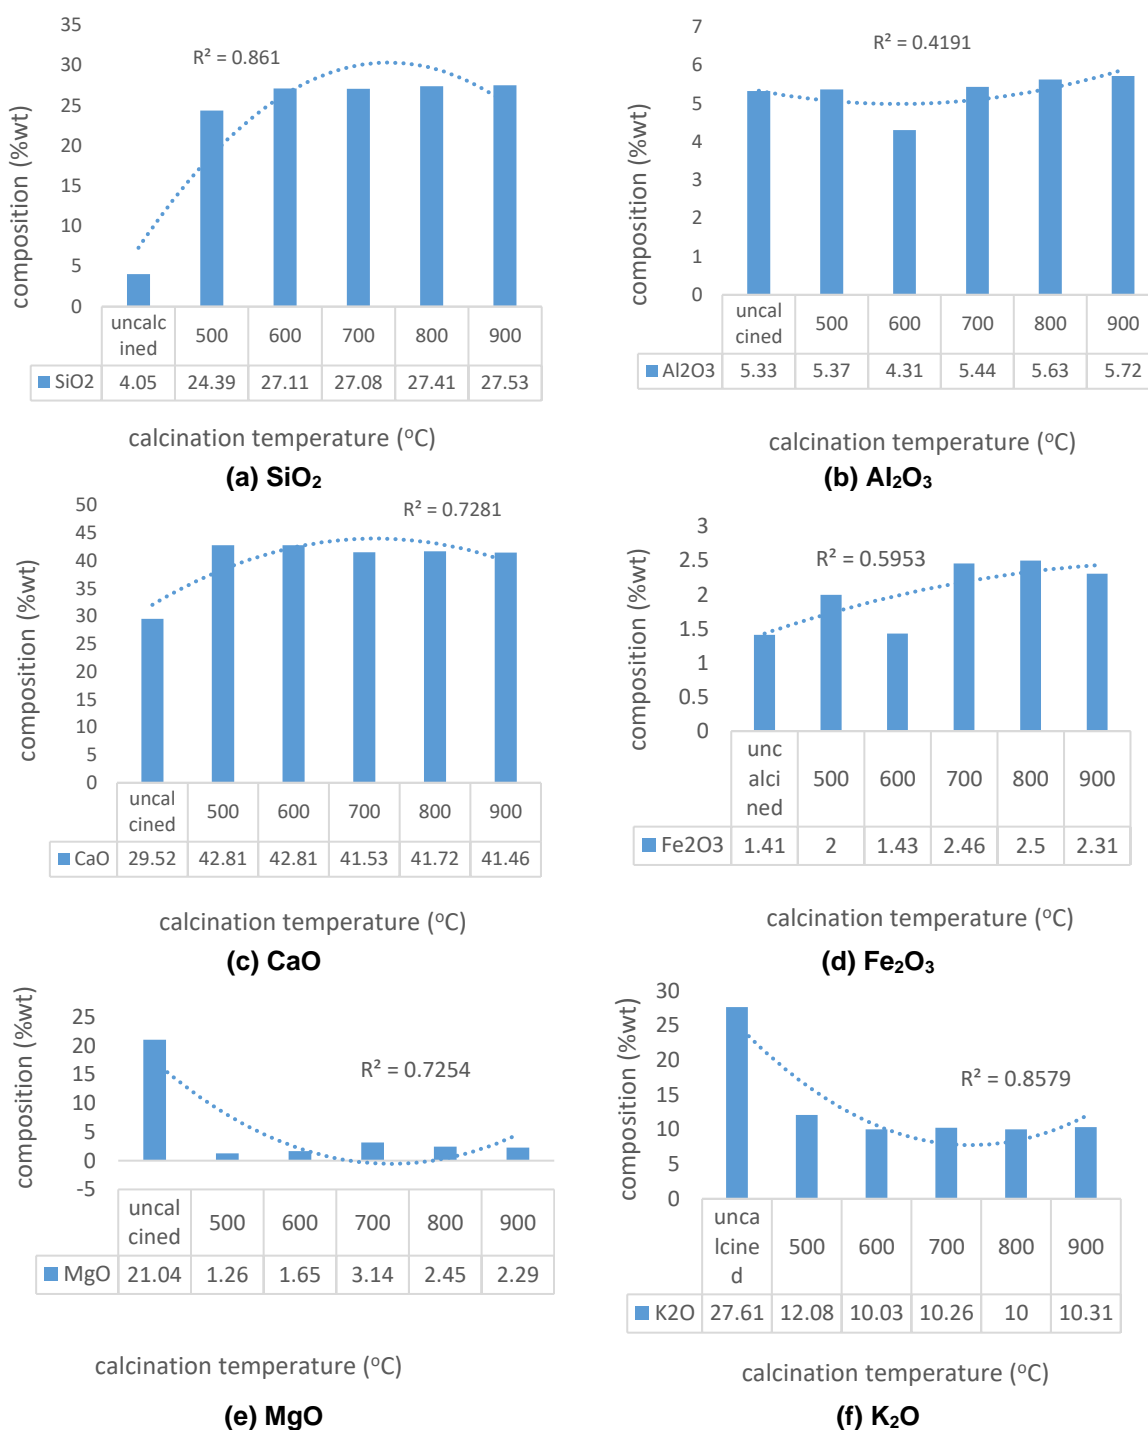 35
30
25
20
15
10
5
0
composition (%wt)
R² = 0.861
uncalc
ined
500 600 700 800 900
SiO2 4.05 24.39 27.11 27.08 27.41 27.53
calcination temperature (°C)
(a) SiO₂
7
6
5
4
3
2
1
0
composition (%wt)
R² = 0.4191
uncal
cined
500 600 700 800 900
Al2O3 5.33 5.37 4.31 5.44 5.63 5.72
calcination temperature (°C)
(b) Al₂O₃
50
45
40
35
30
25
20
15
10
5
0
composition (%wt)
R² = 0.7281
uncal
cined
500 600 700 800 900
CaO 29.52 42.81 42.81 41.53 41.72 41.46
calcination temperature (°C)
(c) CaO
3
2.5
2
1.5
1
0.5
0
composition (%wt)
R² = 0.5953
unc
alci
ned
500 600 700 800 900
Fe2O3 1.41 2 1.43 2.46 2.5 2.31
calcination temperature (°C)
(d) Fe₂O₃
25
20
15
10
5
0
-5
composition (%wt)
R² = 0.7254
uncal
cined
500 600 700 800 900
MgO 21.04 1.26 1.65 3.14 2.45 2.29
calcination temperature (°C)
(e) MgO
30
25
20
15
10
5
0
composition (%wt)
R² = 0.8579
unca
lcine
d
500 600 700 800 900
K2O 27.61 12.08 10.03 10.26 10 10.31
calcination temperature (°C)
(f) K₂O